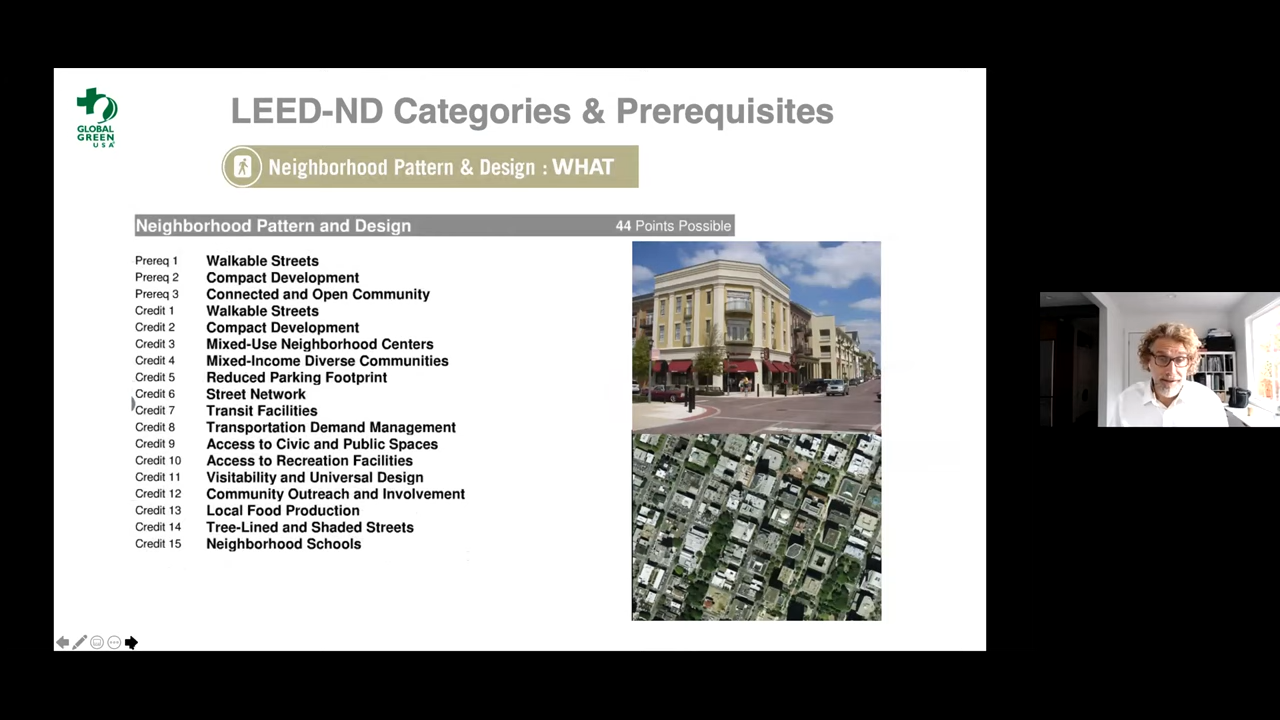 GLOBAL
GREEN
USA
LEED-ND Categories & Prerequisites
Neighborhood Pattern & Design : WHAT
Neighborhood Pattern and Design 44 Points Possible
Prereq 1 Walkable Streets
Prereq 2 Compact Development
Prereq 3 Connected and Open Community
Credit 1 Walkable Streets
Credit 2 Compact Development
Credit 3 Mixed-Use Neighborhood Centers
Credit 4 Mixed-Income Diverse Communities
Credit 5 Reduced Parking Footprint
Credit 6 Street Network
Credit 7 Transit Facilities
Credit 8 Transportation Demand Management
Credit 9 Access to Civic and Public Spaces
Credit 10 Access to Recreation Facilities
Credit 11 Visitability and Universal Design
Credit 12 Community Outreach and Involvement
Credit 13 Local Food Production
Credit 14 Tree-Lined and Shaded Streets
Credit 15 Neighborhood Schools